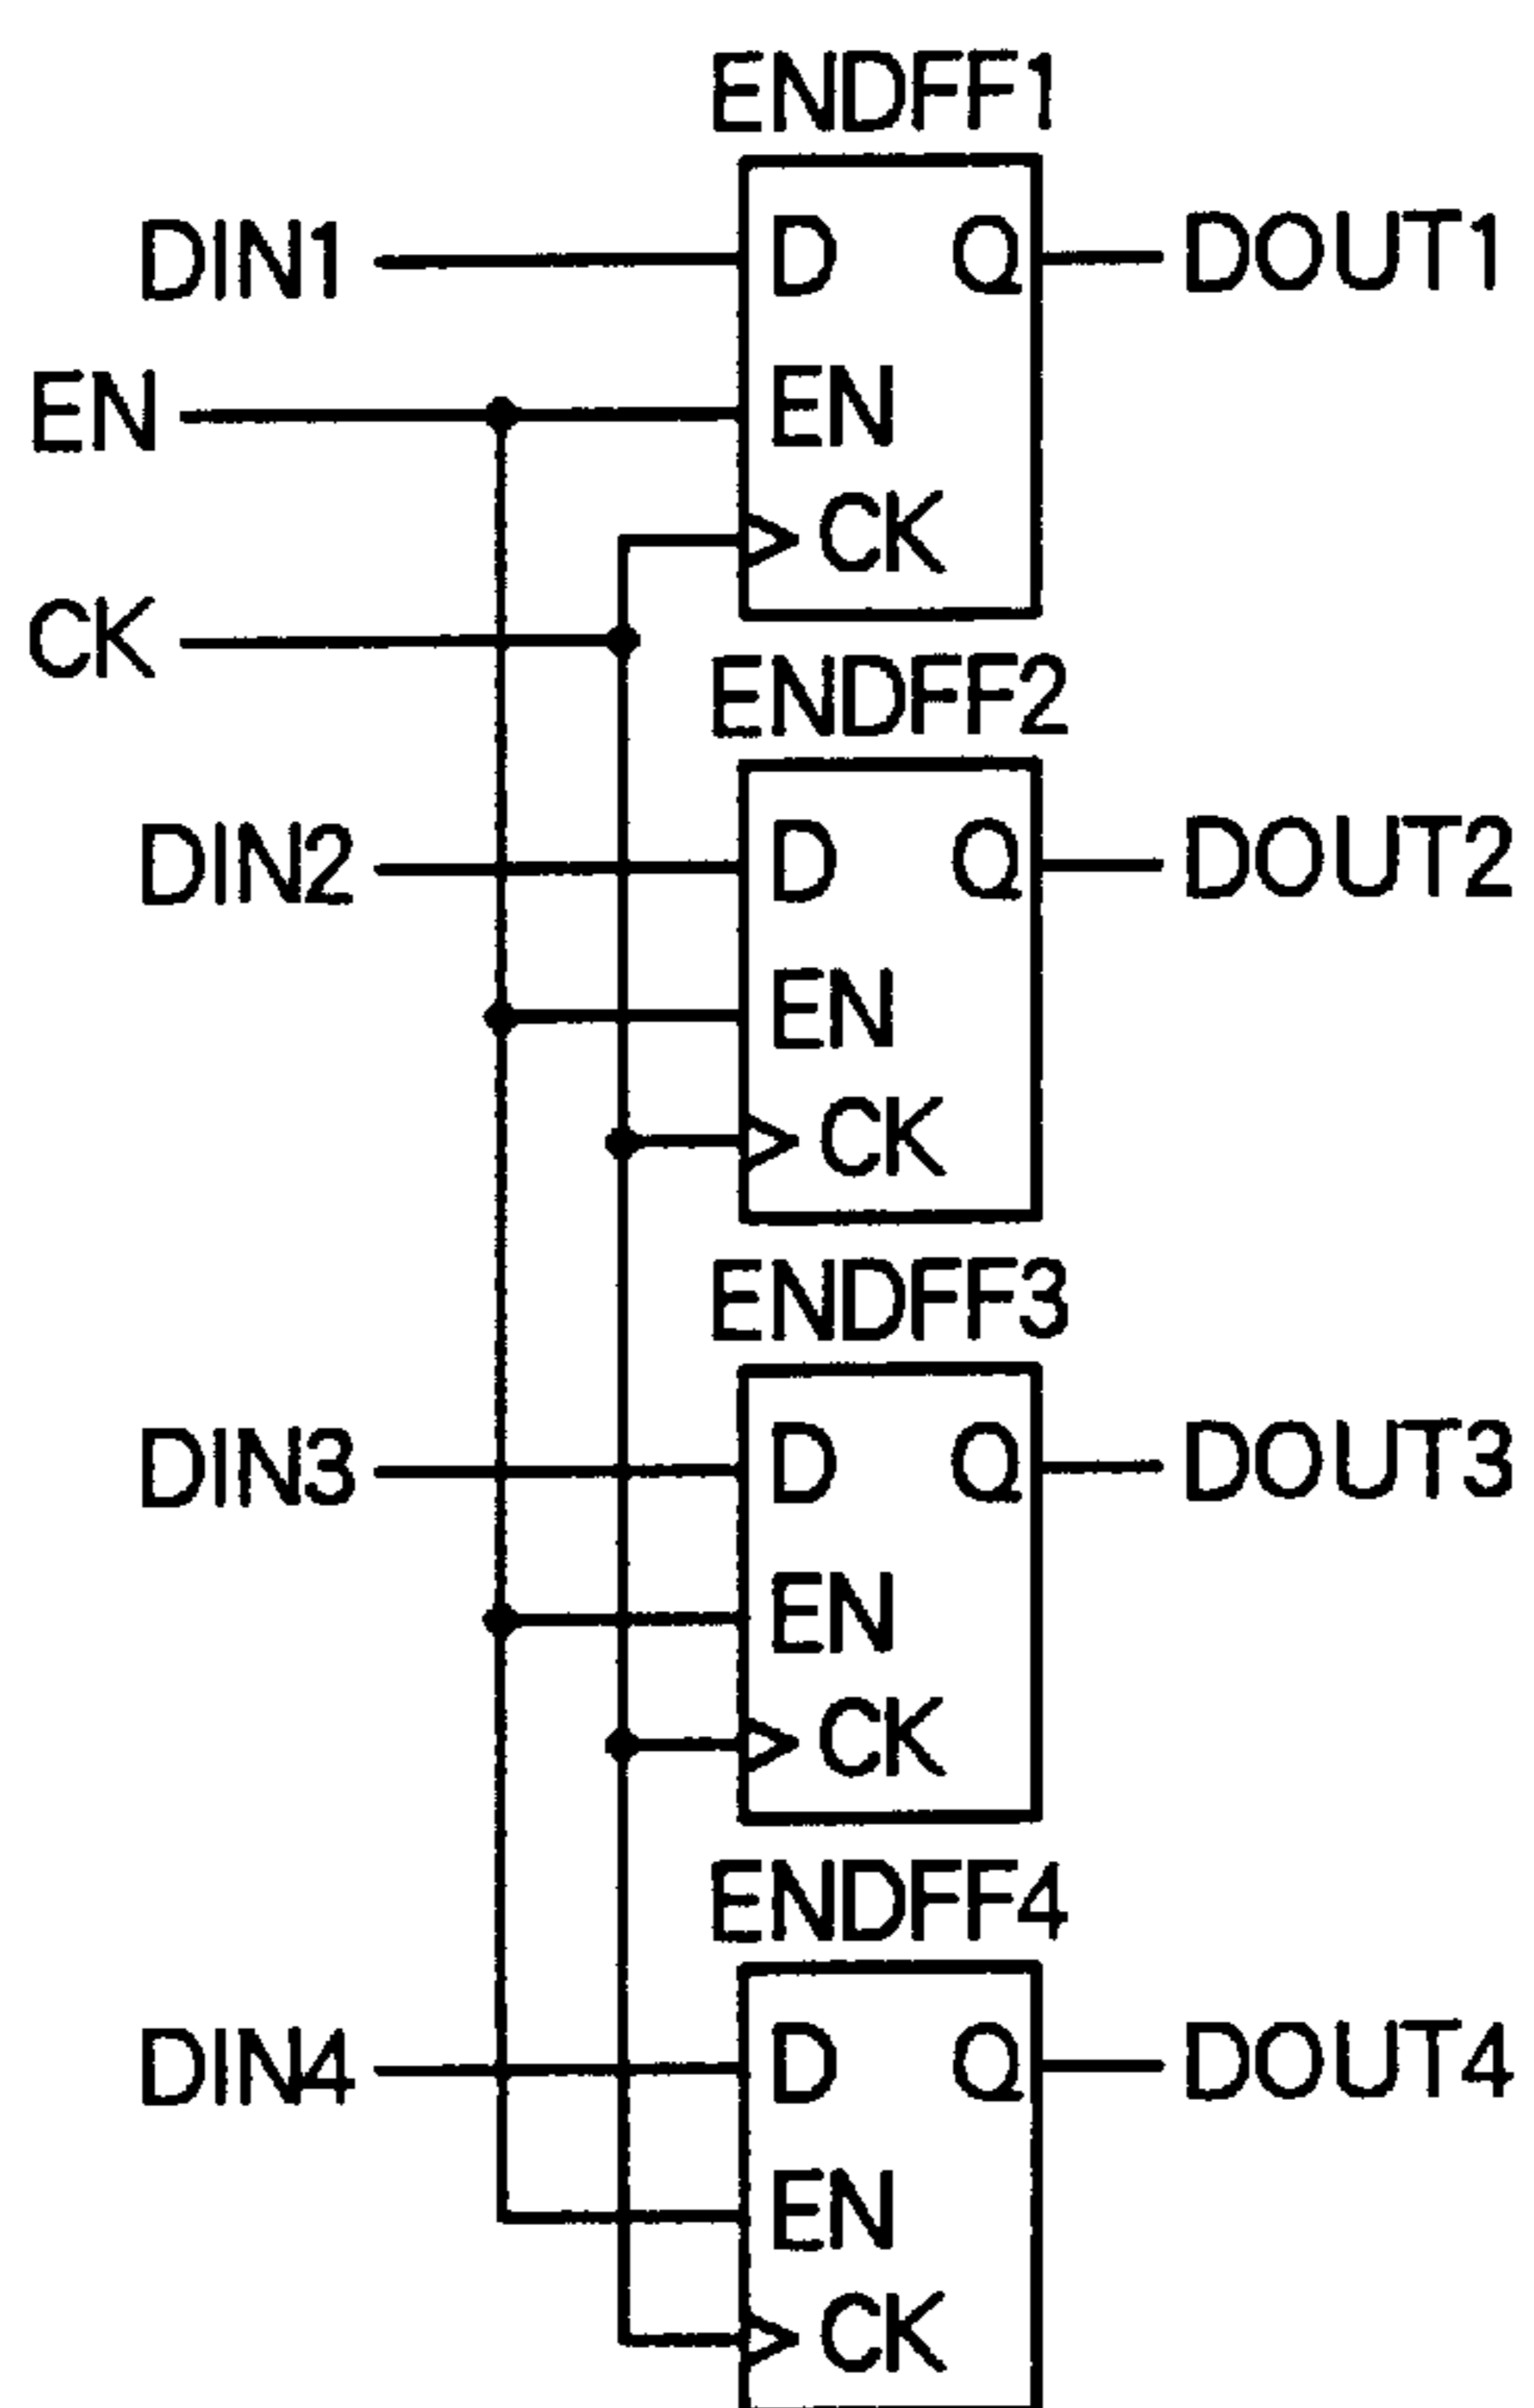 ENDFF1
DIN1 D Q DOUT1
EN EN
CK
CK
ENDFF2
DIN2 D Q DOUT2
EN
CK
ENDFF3
DIN3 D Q DOUT3
EN
CK
ENDFF4
DIN4 D Q DOUT4
EN
CK